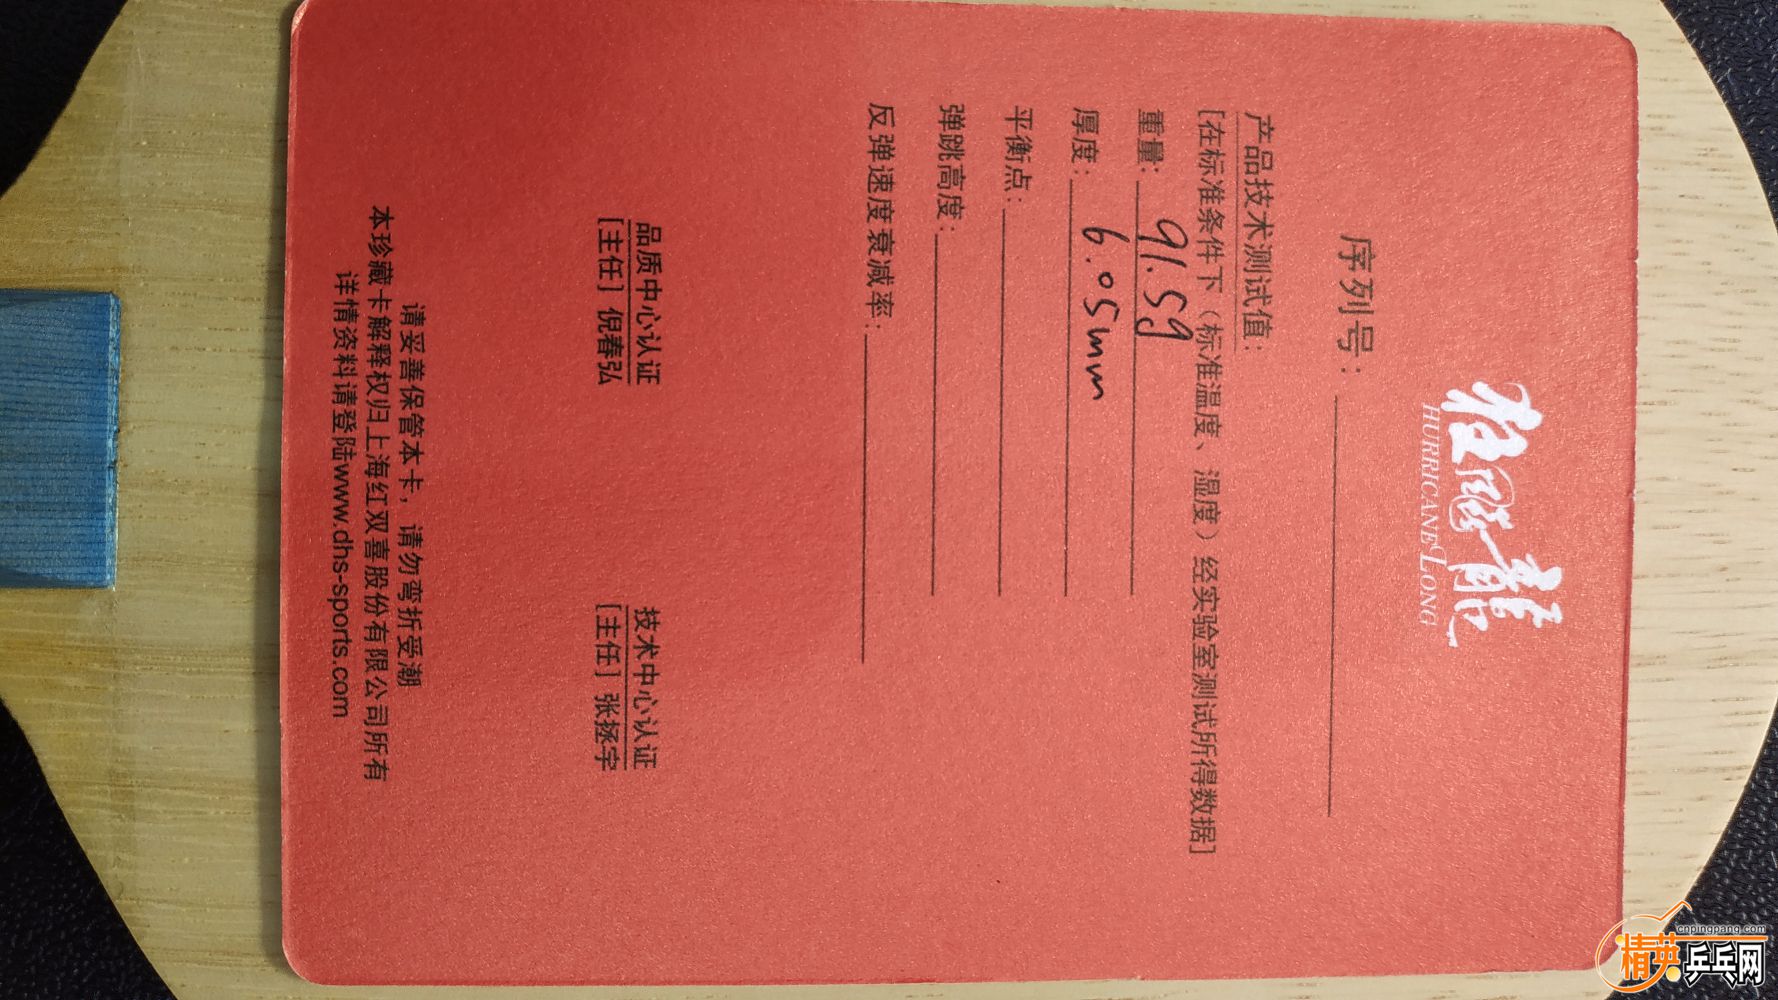 狂飚龍
HURRICANE LONG
序列号：
产品技术测试值：
[在标准条件下（标准温度、湿度）经实验室测试所得数据]
重量：91.5g
厚度：6.05mm
平衡点：
弹跳高度：
反弹速度衰减率：
品质中心认证 技术中心认证
[主任] 倪春弘 [主任] 张拯宇
请妥善保管本卡，请勿弯折受潮
本珍藏卡解释权归上海红双喜股份有限公司所有
详情资料请登陆www.dhs-sports.com
cnpingpang.com
精英乒乓网